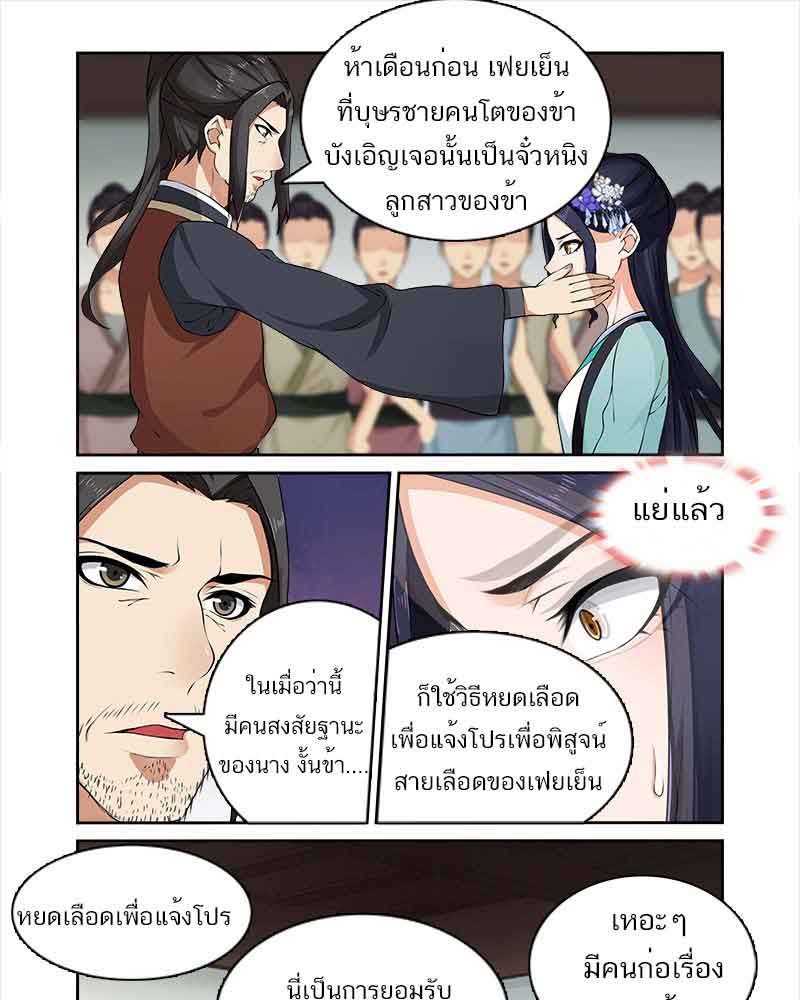 ห้าเดือนก่อน เฟยเย็น
ที่บุษรชายคนโตของข้า
บังเอิญเจอนั้นเป็นจั๋วหนิง
ลูกสาวของข้า
แย่แล้ว
ในเมื่อว่านี้
มีคนสงสัยฐานะ
ของนาง งั้นข้า....
ก็ใช้วิธีหยดเลือด
เพื่อแจ้งโปรเพื่อพิสูจน์
สายเลือดของเฟยเย็น
หยดเลือดเพื่อแจ้งโปร
นี่เป็นการยอมรับ
เหอะๆ
มีคนก่อเรื่อง